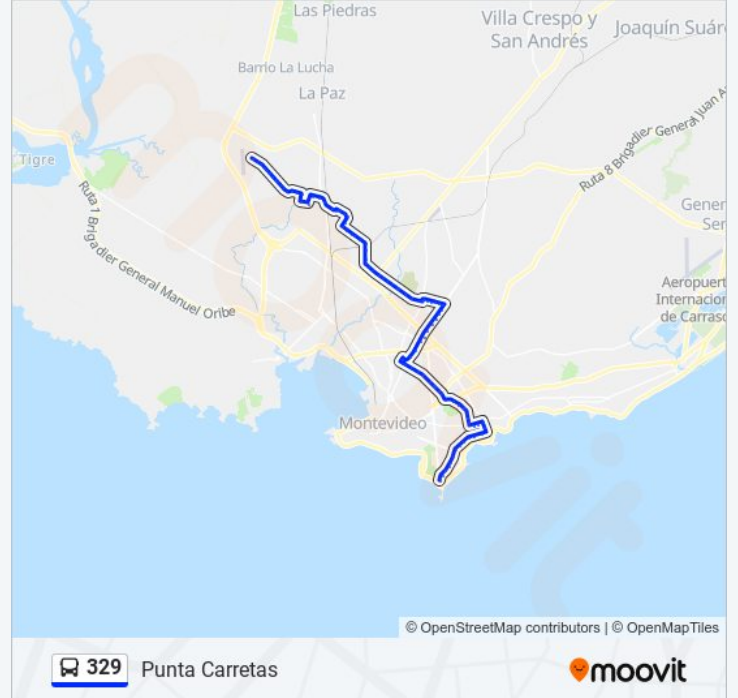 Las Piedras
Villa Crespo y
San Andrés
Joaquín Suár
Barrio La Lucha
La Paz
Tigre
Ruta 1 Brigadier General Manuel Oribe
Ruta 8 Brigadier General Juan A
Gener
Ser
Aeropuert
Internacion
de Carrasc
Montevideo
© OpenStreetMap contributors | © OpenMapTiles
329 Punta Carretas
moovit